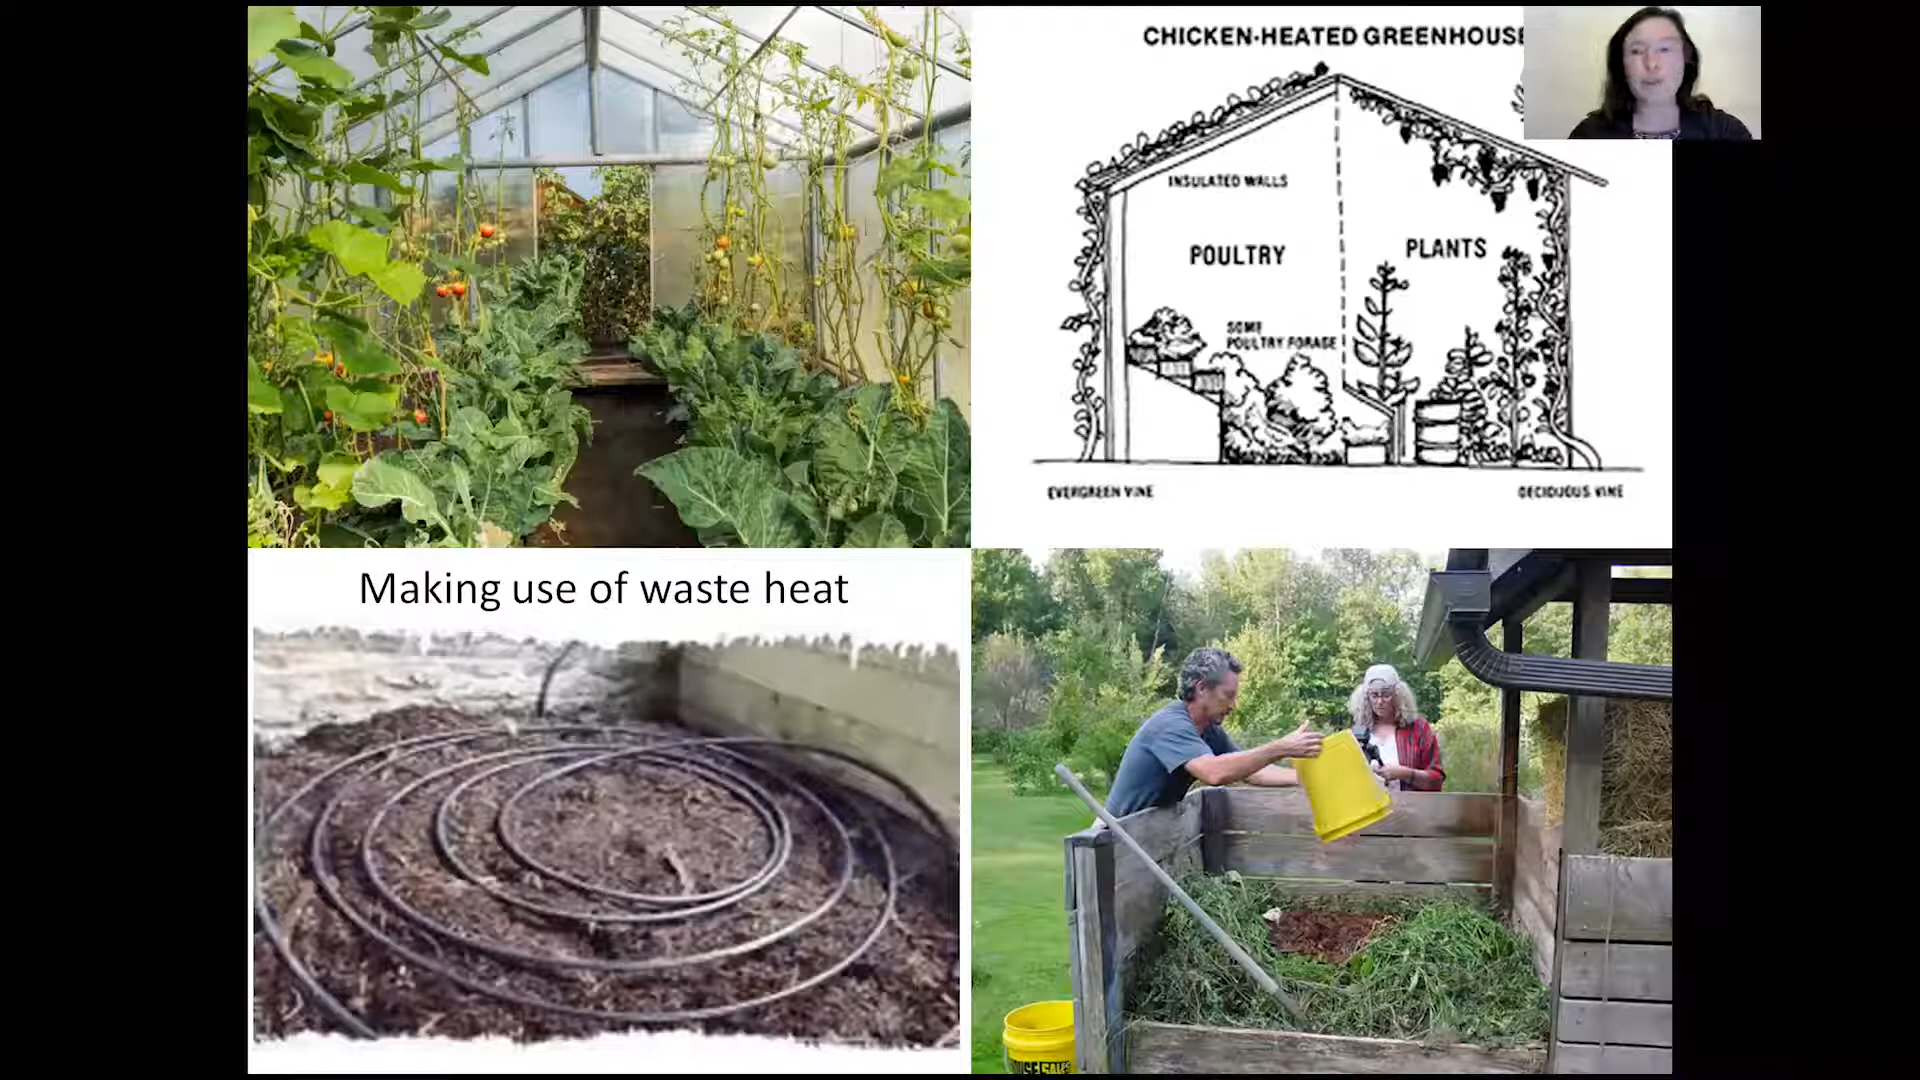 CHICKEN-HEATED GREENHOUSE
INSULATED WALLS
POULTRY
PLANTS
SOME
POULTRY FORAGE
EVERGREEN VINE
DECIDUOUS VINE
Making use of waste heat